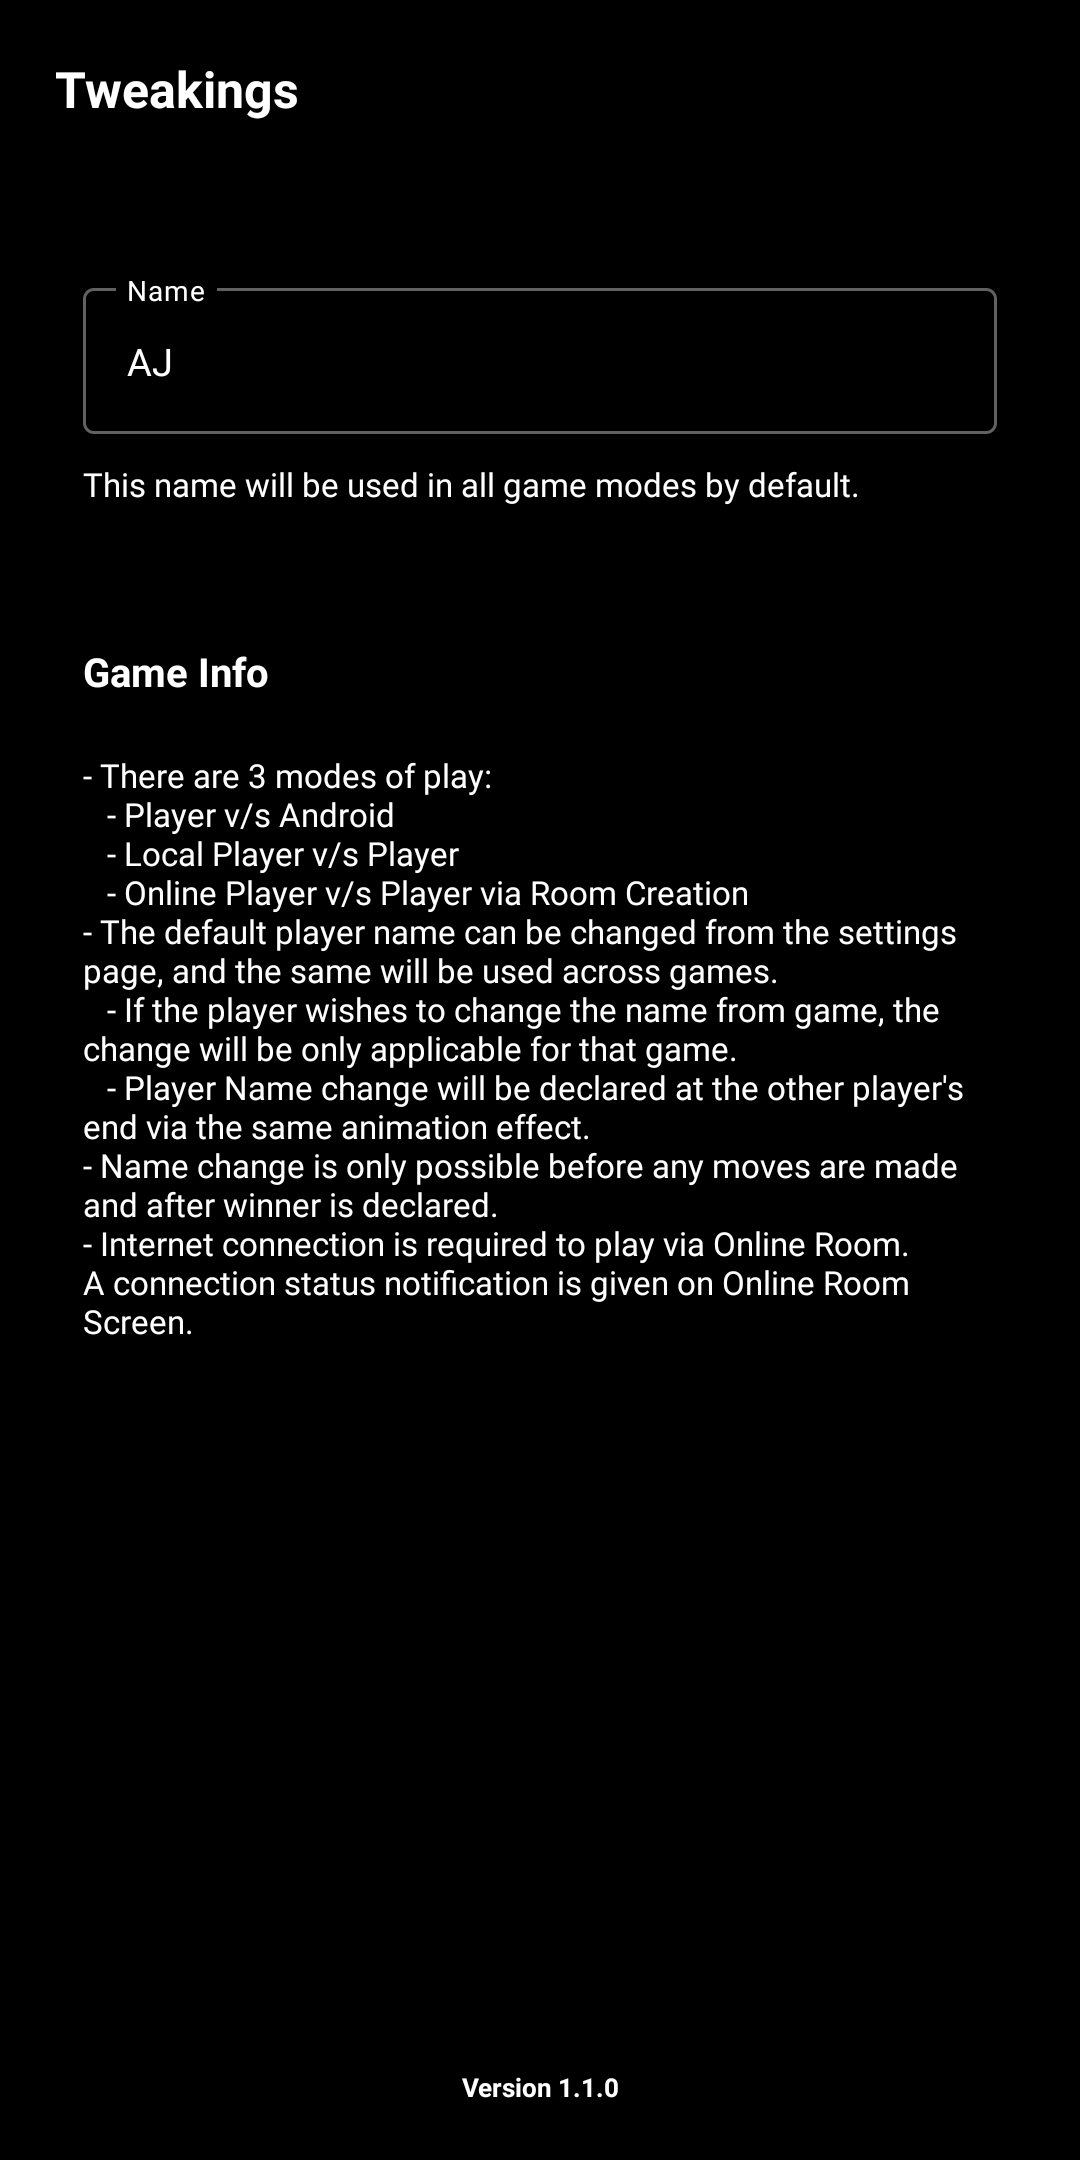 Tweakings
Name
AJ
This name will be used in all game modes by default.
Game Info
- There are 3 modes of play:
- Player v/s Android
- Local Player v/s Player
- Online Player v/s Player via Room Creation
- The default player name can be changed from the settings
page, and the same will be used across games.
- If the player wishes to change the name from game, the
change will be only applicable for that game.
- Player Name change will be declared at the other player's
end via the same animation effect.
- Name change is only possible before any moves are made
and after winner is declared.
- Internet connection is required to play via Online Room.
A connection status notification is given on Online Room
Screen.
Version 1.1.0